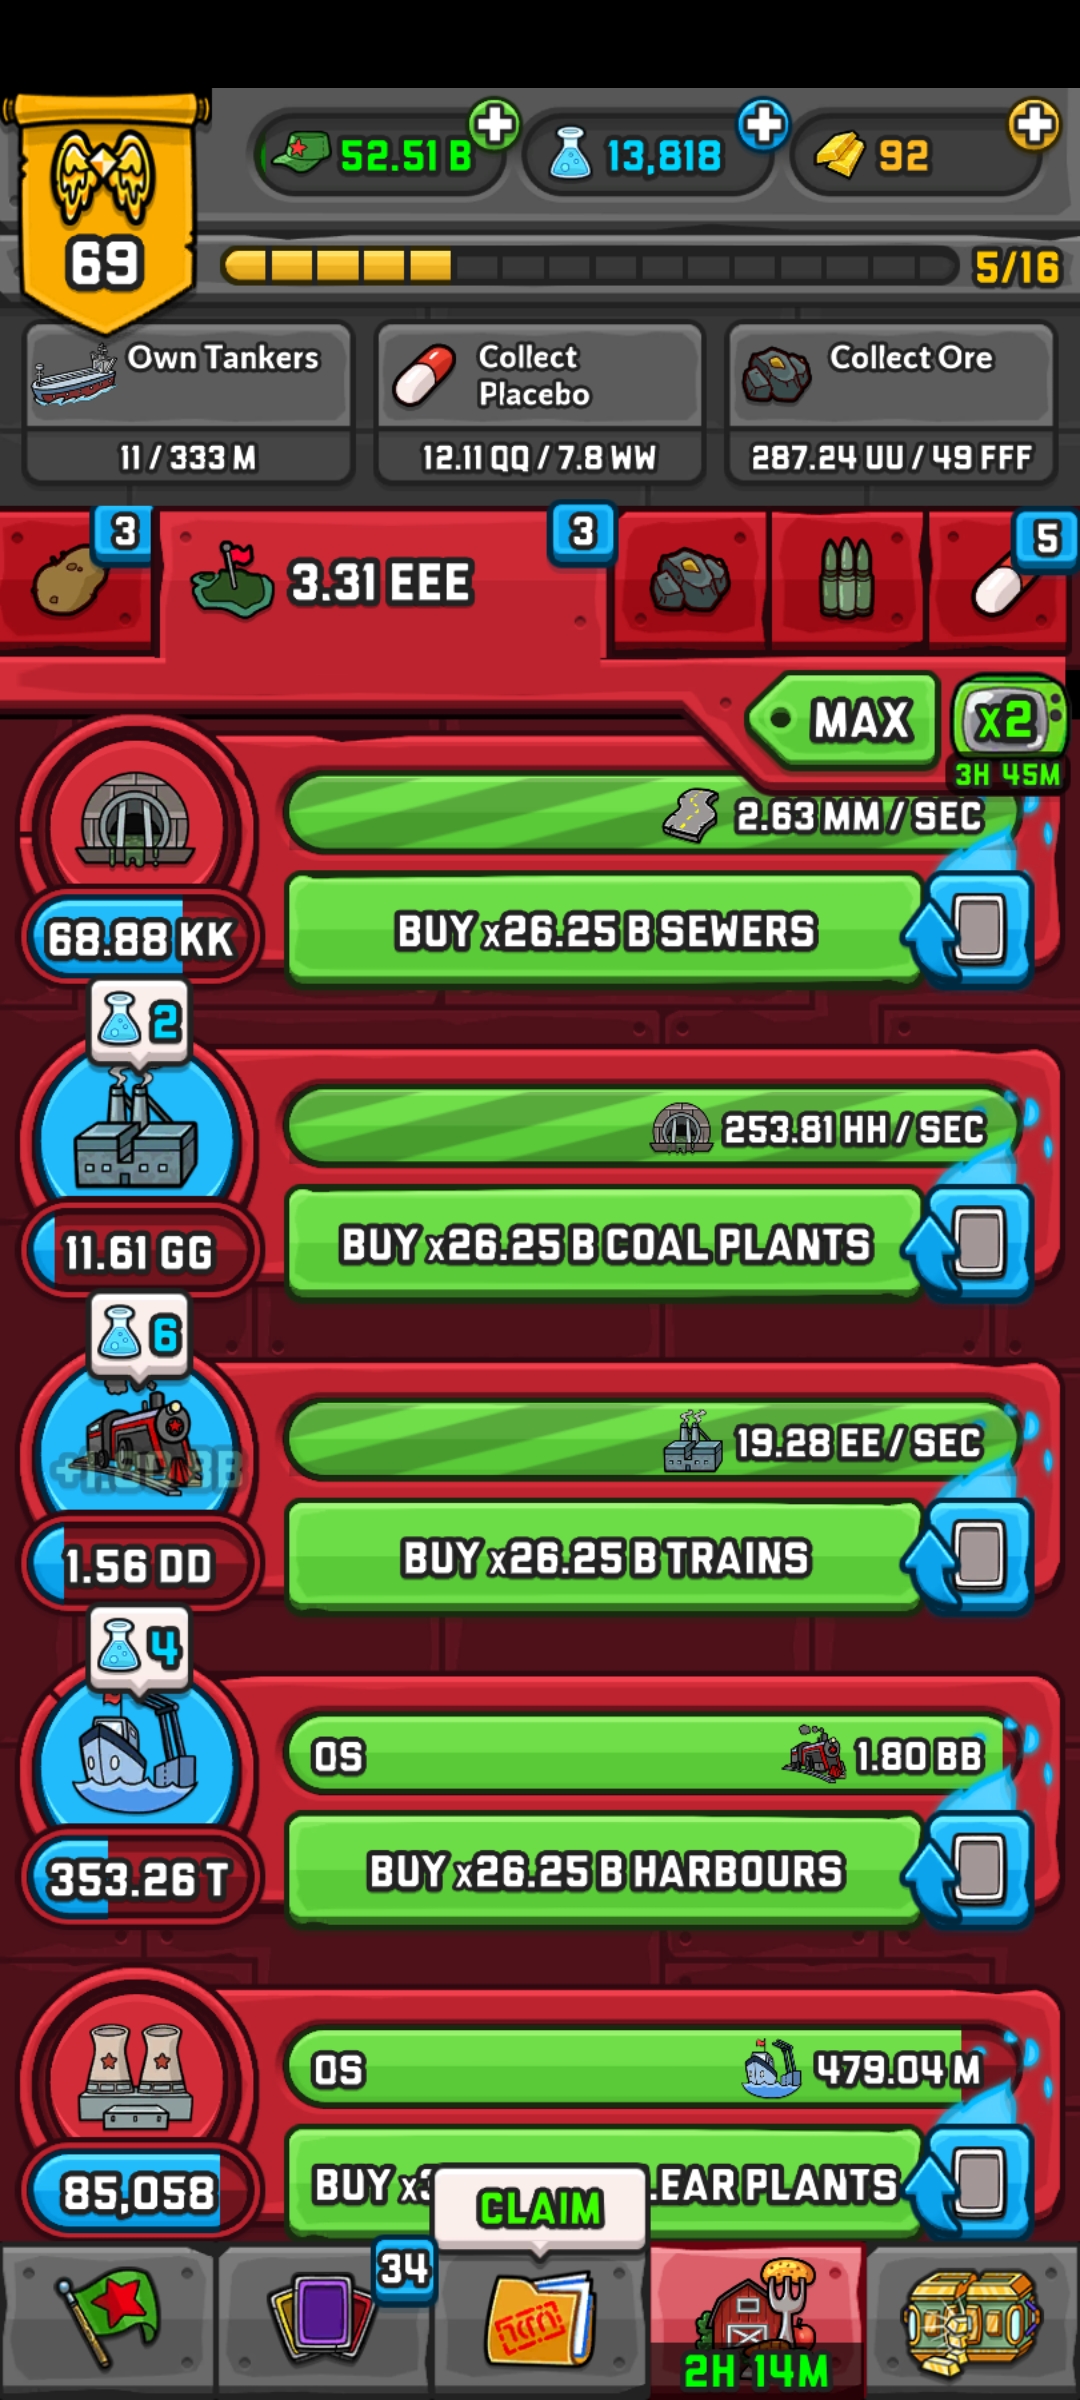 52.51 B
13,818
92
69
5/16
Own Tankers
11 / 333 M
Collect
Placebo
12.11 QQ / 7.8 WW
Collect Ore
287.24 UU / 49 FFF
3
3.31 EEE
3
5
MAX
x2
3H 45M
2.63 MM / SEC
68.88 KK
BUY x26.25 B SEWERS
2
253.81 HH / SEC
11.61 GG
BUY x26.25 B COAL PLANTS
6
19.28 EE / SEC
1.56 DD
BUY x26.25 B TRAINS
4
0S
1.80 BB
353.26 T
BUY x26.25 B HARBOURS
0S
479.04 M
85,058
BUY
PLANTS
CLAIM
34
2H 14M